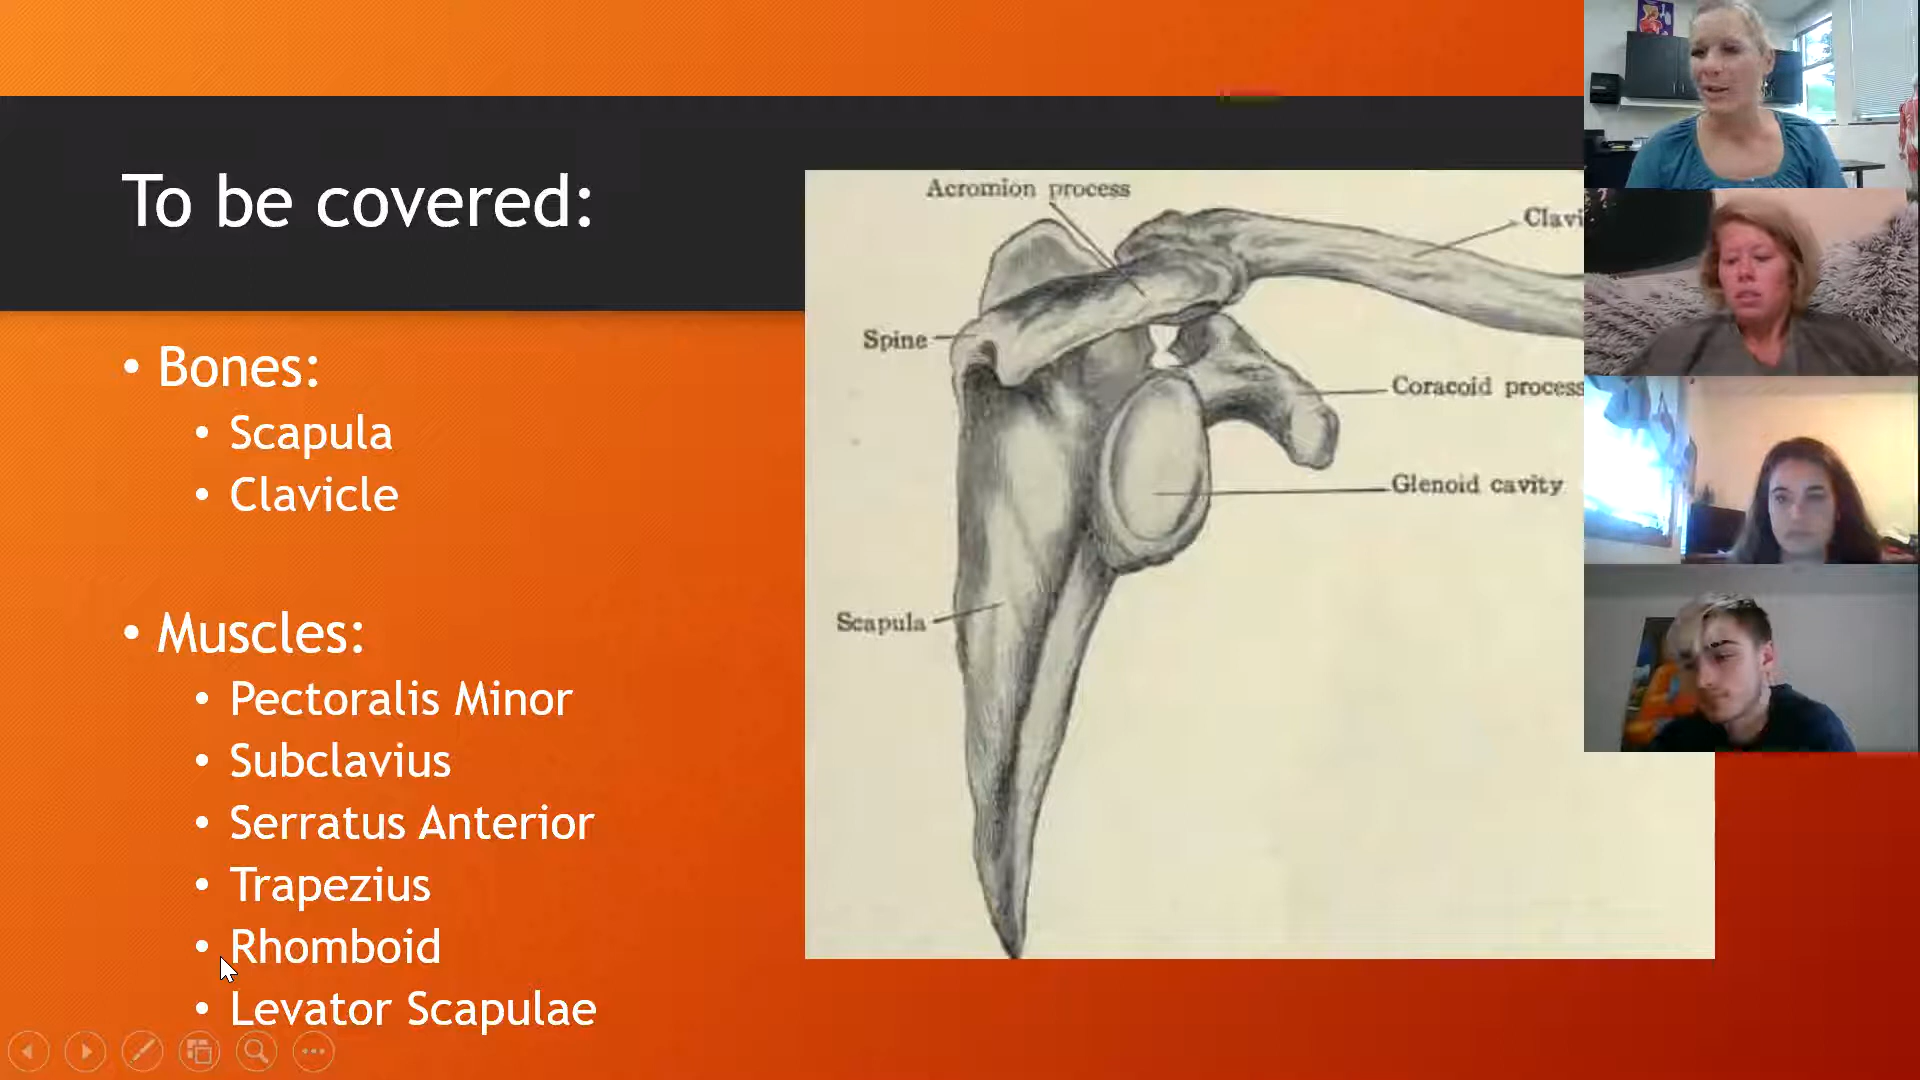 To be covered:
• Bones:
• Scapula
• Clavicle
• Muscles:
• Pectoralis Minor
• Subclavius
• Serratus Anterior
• Trapezius
• Rhomboid
• Levator Scapulae
Acromion process
Clavi
Spine
Coracoid process
Glenoid cavity
Scapula